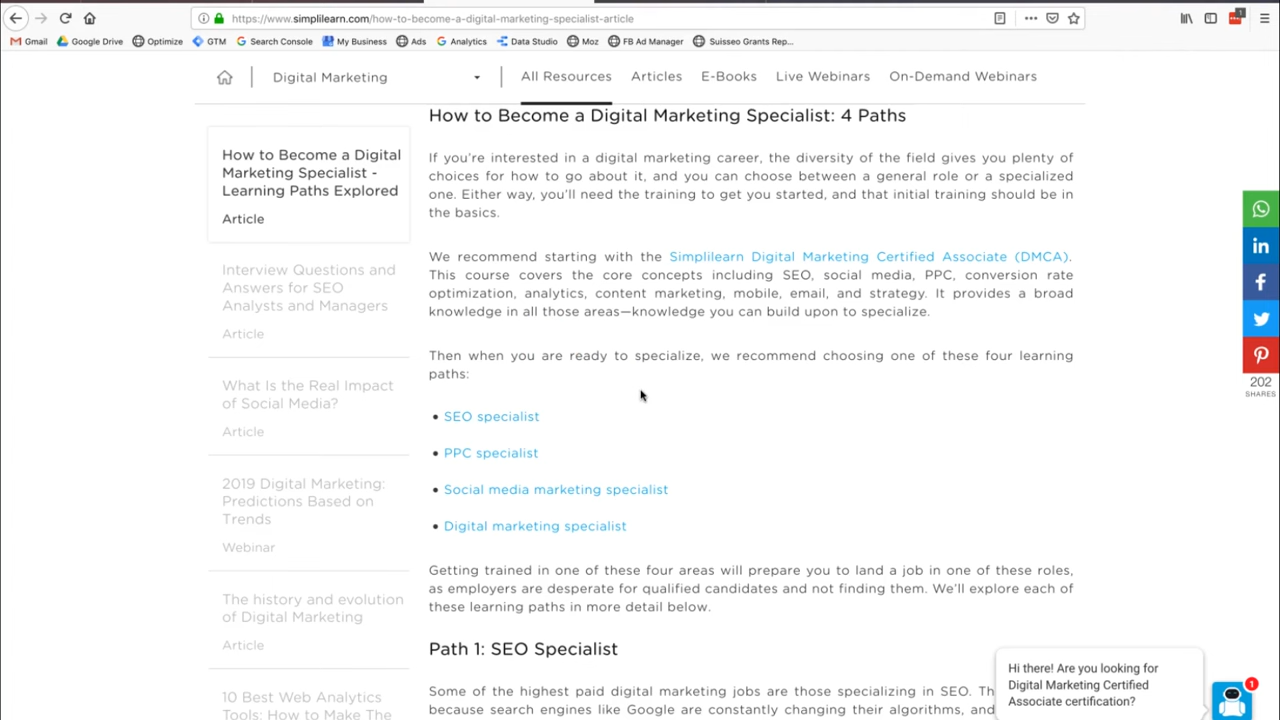 https://www.simplilearn.com/how-to-become-a-digital-marketing-specialist-article
1
Gmail Google Drive Optimize GTM Search Console My Business Ads Analytics Data Studio Moz FB Ad Manager Suisseo Grants Rep...
Digital Marketing All Resources Articles E-Books Live Webinars On-Demand Webinars
How to Become a Digital
Marketing Specialist -
Learning Paths Explored
Article
Interview Questions and
Answers for SEO
Analysts and Managers
Article
What Is the Real Impact
of Social Media?
Article
2019 Digital Marketing:
Predictions Based on
Trends
Webinar
The history and evolution
of Digital Marketing
Article
10 Best Web Analytics
Tools: How to Make The
How to Become a Digital Marketing Specialist: 4 Paths
If you're interested in a digital marketing career, the diversity of the field gives you plenty of
choices for how to go about it, and you can choose between a general role or a specialized
one. Either way, you'll need the training to get you started, and that initial training should be in
the basics.
We recommend starting with the Simplilearn Digital Marketing Certified Associate (DMCA).
This course covers the core concepts including SEO, social media, PPC, conversion rate
optimization, analytics, content marketing, mobile, email, and strategy. It provides a broad
knowledge in all those areas—knowledge you can build upon to specialize.
Then when you are ready to specialize, we recommend choosing one of these four learning
paths:
• SEO specialist
• PPC specialist
• Social media marketing specialist
• Digital marketing specialist
Getting trained in one of these four areas will prepare you to land a job in one of these roles,
as employers are desperate for qualified candidates and not finding them. We'll explore each of
these learning paths in more detail below.
Path 1: SEO Specialist
Some of the highest paid digital marketing jobs are those specializing in SEO. Th
because search engines like Google are constantly changing their algorithms, and
202
SHARES
Hi there! Are you looking for
Digital Marketing Certified
Associate certification?
1